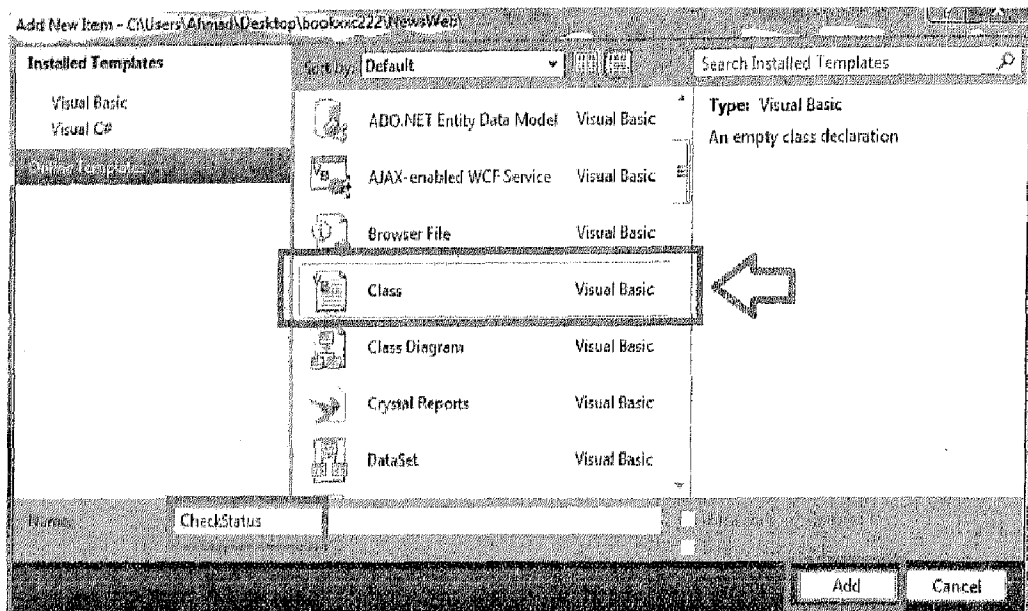 Add New Item - C:\Users\Ahmad\Desktop\bookxxc222\NewsWeb\
Installed Templates
Visual Basic
Visual C#
Online Templates
Sort by: Default
Search Installed Templates
ADO.NET Entity Data Model Visual Basic
AJAX-enabled WCF Service Visual Basic
Browser File Visual Basic
Class Visual Basic
Class Diagram Visual Basic
Crystal Reports Visual Basic
DataSet Visual Basic
Type: Visual Basic
An empty class declaration
Name: CheckStatus
Add
Cancel